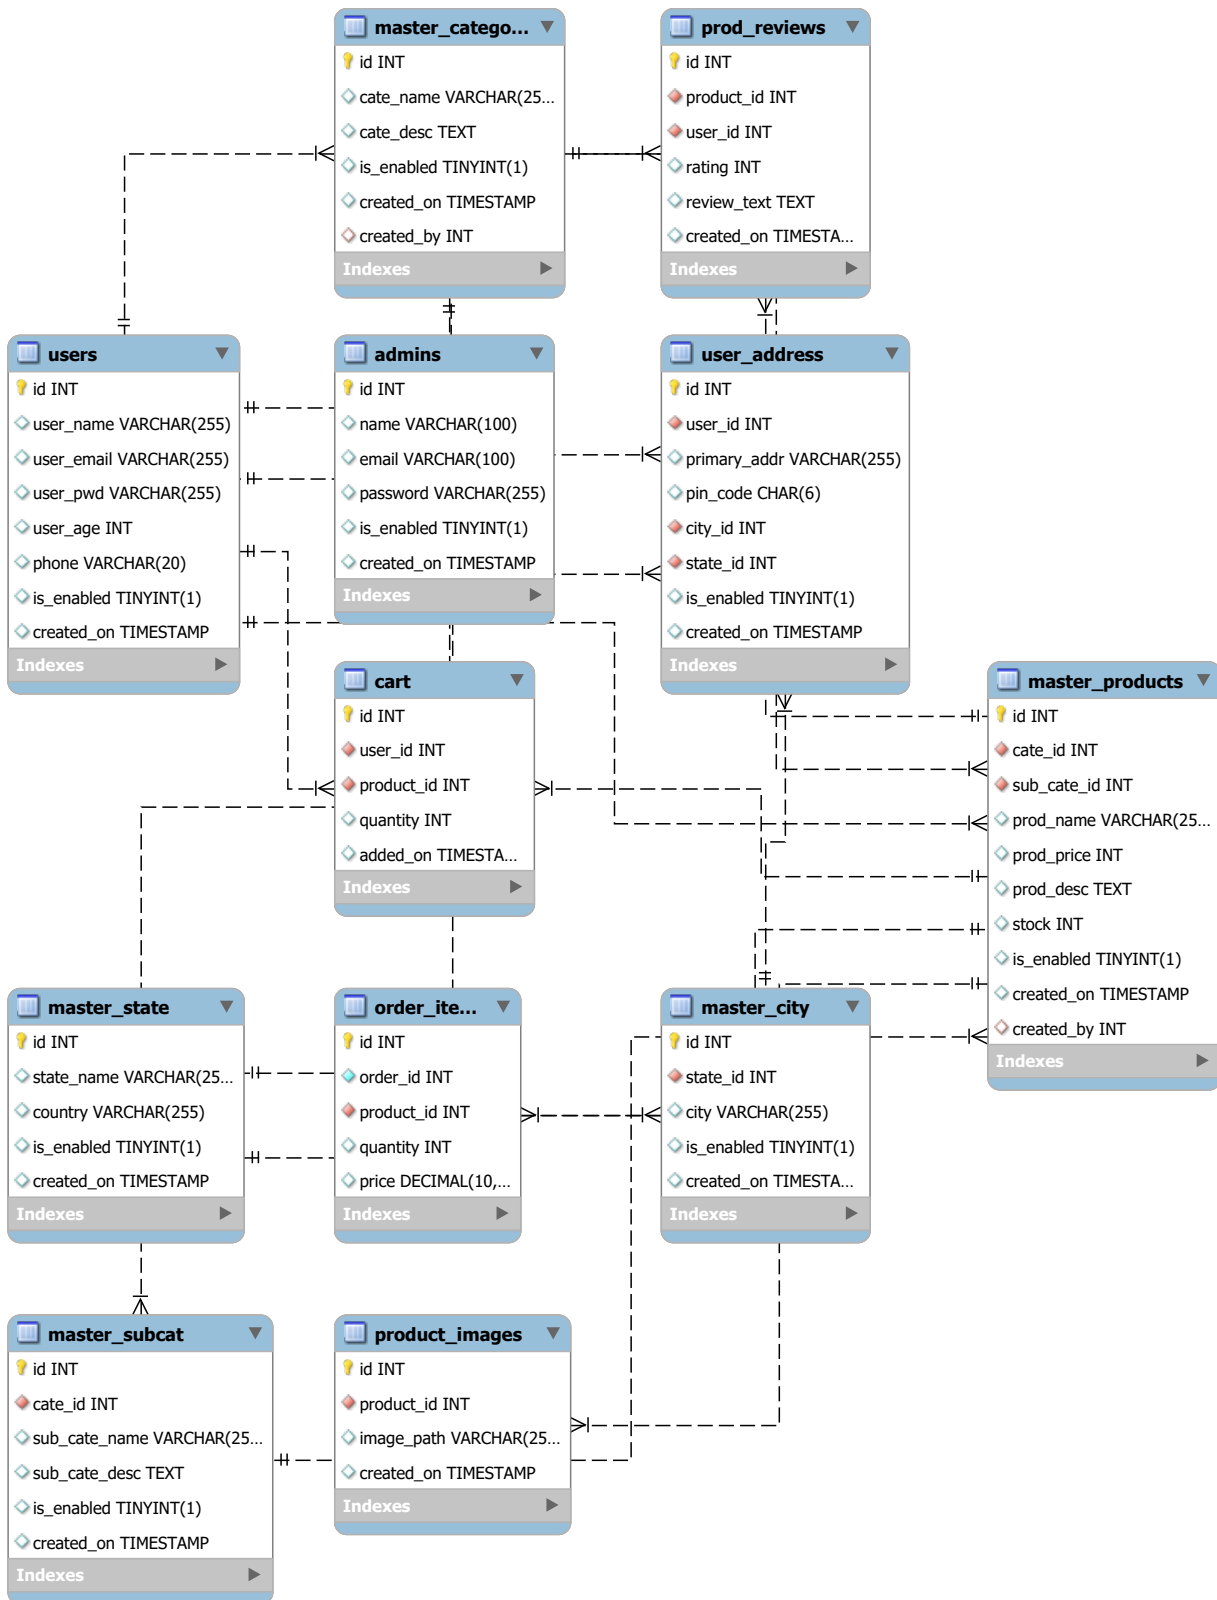 master_catego...
id INT
cate_name VARCHAR(25...
cate_desc TEXT
is_enabled TINYINT(1)
created_on TIMESTAMP
created_by INT
Indexes
prod_reviews
id INT
product_id INT
user_id INT
rating INT
review_text TEXT
created_on TIMESTA...
Indexes
users
id INT
user_name VARCHAR(255)
user_email VARCHAR(255)
user_pwd VARCHAR(255)
user_age INT
phone VARCHAR(20)
is_enabled TINYINT(1)
created_on TIMESTAMP
Indexes
admins
id INT
name VARCHAR(100)
email VARCHAR(100)
password VARCHAR(255)
is_enabled TINYINT(1)
created_on TIMESTAMP
Indexes
user_address
id INT
user_id INT
primary_addr VARCHAR(255)
pin_code CHAR(6)
city_id INT
state_id INT
is_enabled TINYINT(1)
created_on TIMESTAMP
Indexes
cart
id INT
user_id INT
product_id INT
quantity INT
added_on TIMESTA...
Indexes
master_products
id INT
cate_id INT
sub_cate_id INT
prod_name VARCHAR(25...
prod_price INT
prod_desc TEXT
stock INT
is_enabled TINYINT(1)
created_on TIMESTAMP
created_by INT
Indexes
master_state
id INT
state_name VARCHAR(25...
country VARCHAR(255)
is_enabled TINYINT(1)
created_on TIMESTAMP
Indexes
order_ite...
id INT
order_id INT
product_id INT
quantity INT
price DECIMAL(10,...
Indexes
master_city
id INT
state_id INT
city VARCHAR(255)
is_enabled TINYINT(1)
created_on TIMESTA...
Indexes
master_subcat
id INT
cate_id INT
sub_cate_name VARCHAR(25...
sub_cate_desc TEXT
is_enabled TINYINT(1)
created_on TIMESTAMP
Indexes
product_images
id INT
product_id INT
image_path VARCHAR(25...
created_on TIMESTAMP
Indexes